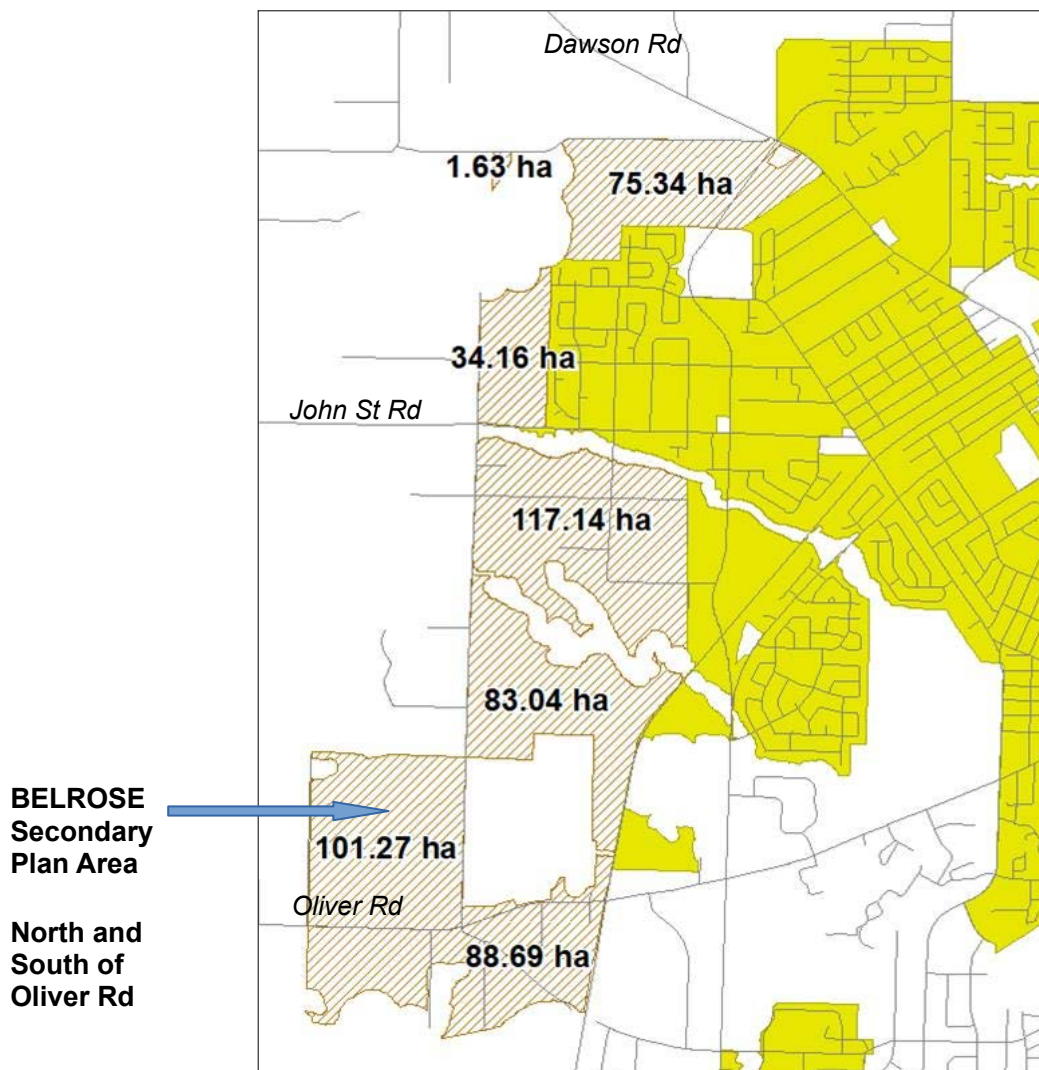 Dawson Rd
1.63 ha
75.34 ha
34.16 ha
John St Rd
117.14 ha
83.04 ha
BELROSE
Secondary
Plan Area
101.27 ha
Oliver Rd
North and
South of
Oliver Rd
88.69 ha